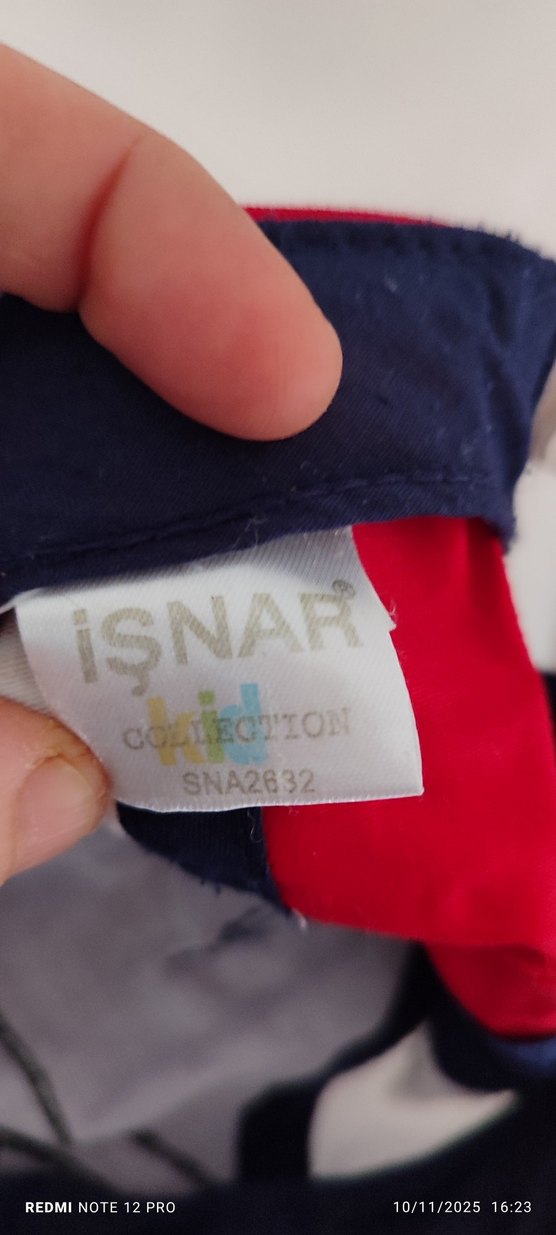 İŞNAR®
kid
COLLECTION
SNA2632
REDMI NOTE 12 PRO
10/11/2025 16:23